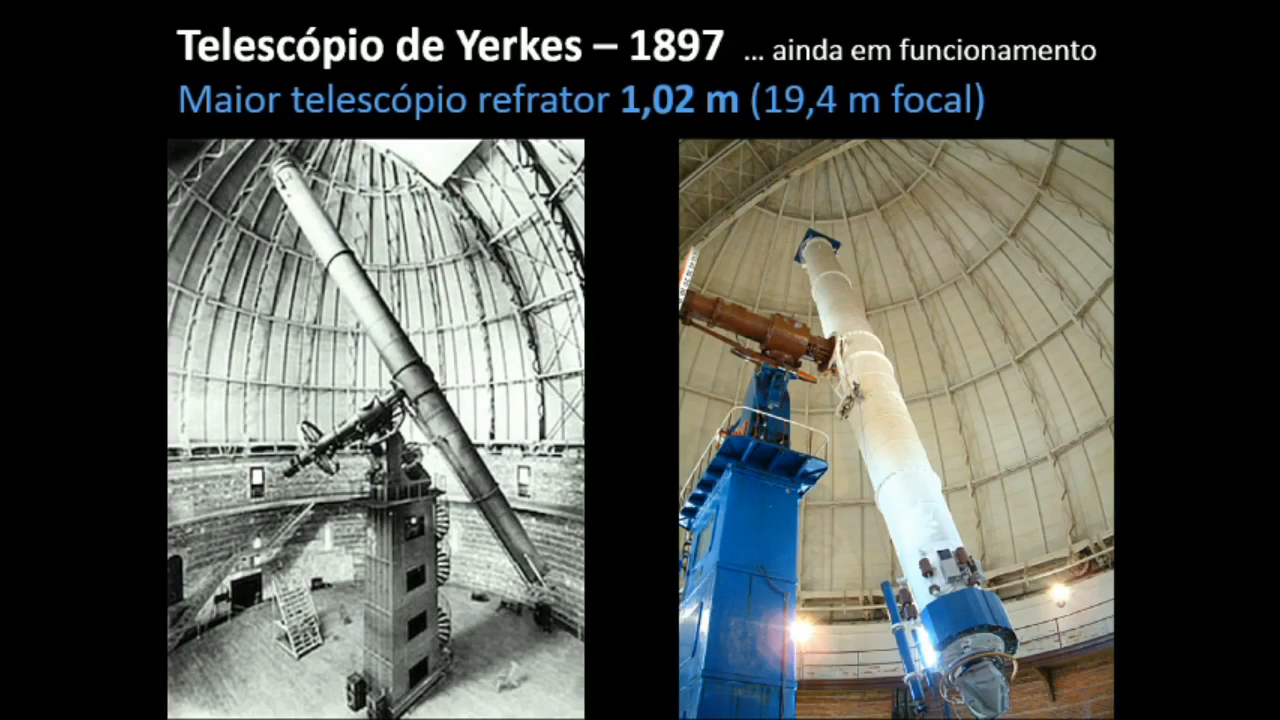 Telescópio de Yerkes – 1897 ... ainda em funcionamento
Maior telescópio refrator 1,02 m (19,4 m focal)